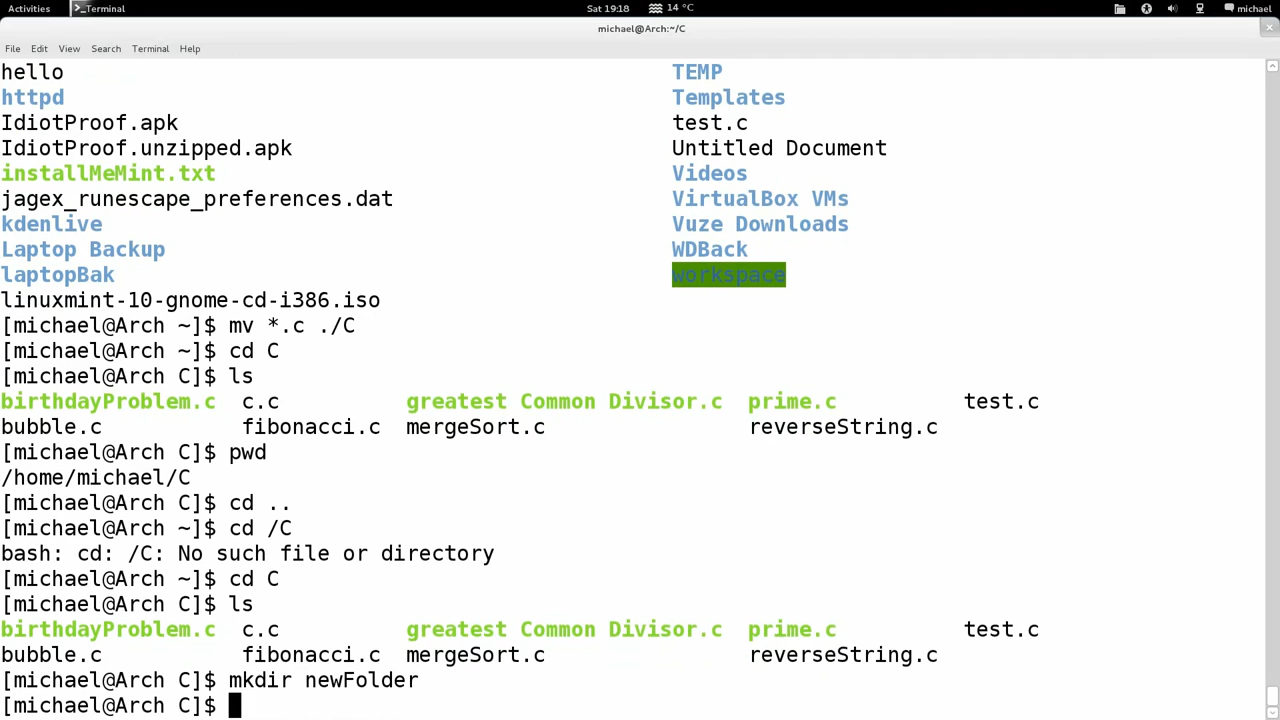 Activities Terminal Sat 19:18 14 °C michael
michael@Arch:~/C
File Edit View Search Terminal Help
hello TEMP
httpd Templates
IdiotProof.apk test.c
IdiotProof.unzipped.apk Untitled Document
installMeMint.txt Videos
jagex_runescape_preferences.dat VirtualBox VMs
kdenlive Vuze Downloads
Laptop Backup WDBack
laptopBak workspace
linuxmint-10-gnome-cd-i386.iso
[michael@Arch ~]$ mv *.c ./C
[michael@Arch ~]$ cd C
[michael@Arch C]$ ls
birthdayProblem.c c.c greatest Common Divisor.c prime.c test.c
bubble.c fibonacci.c mergeSort.c reverseString.c
[michael@Arch C]$ pwd
/home/michael/C
[michael@Arch C]$ cd ..
[michael@Arch ~]$ cd /C
bash: cd: /C: No such file or directory
[michael@Arch ~]$ cd C
[michael@Arch C]$ ls
birthdayProblem.c c.c greatest Common Divisor.c prime.c test.c
bubble.c fibonacci.c mergeSort.c reverseString.c
[michael@Arch C]$ mkdir newFolder
[michael@Arch C]$